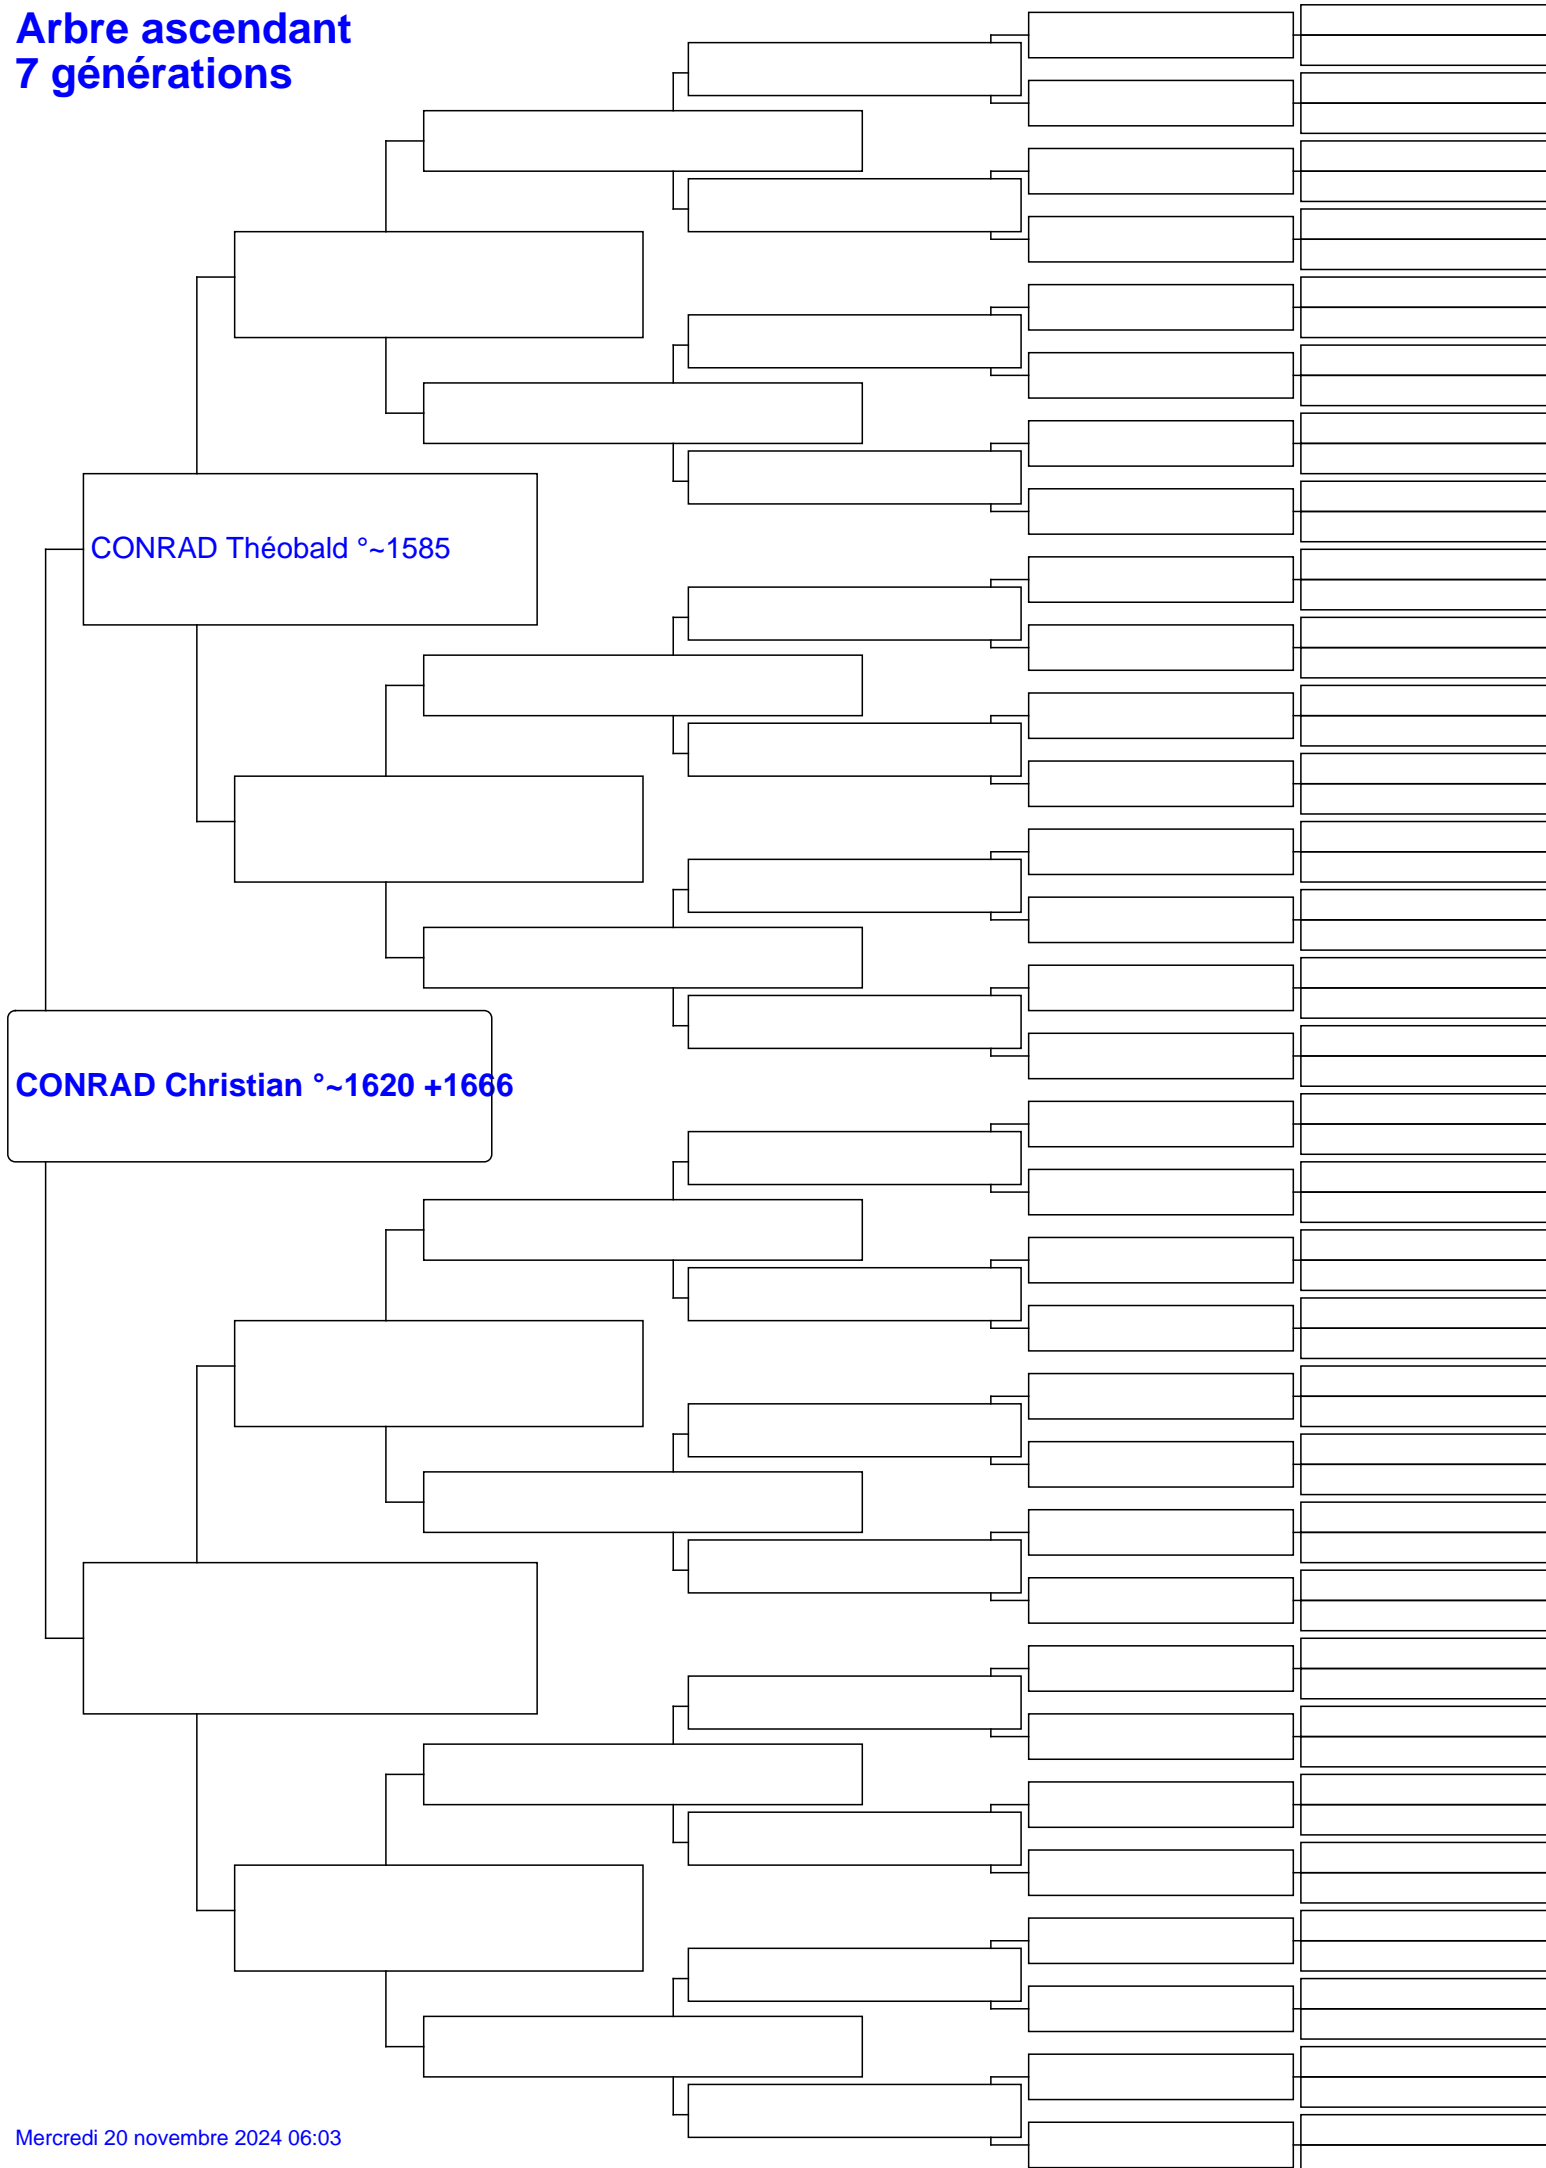 Arbre ascendant
7 générations
CONRAD Théobald °~1585
CONRAD Christian °~1620 +1666
Mercredi 20 novembre 2024 06:03